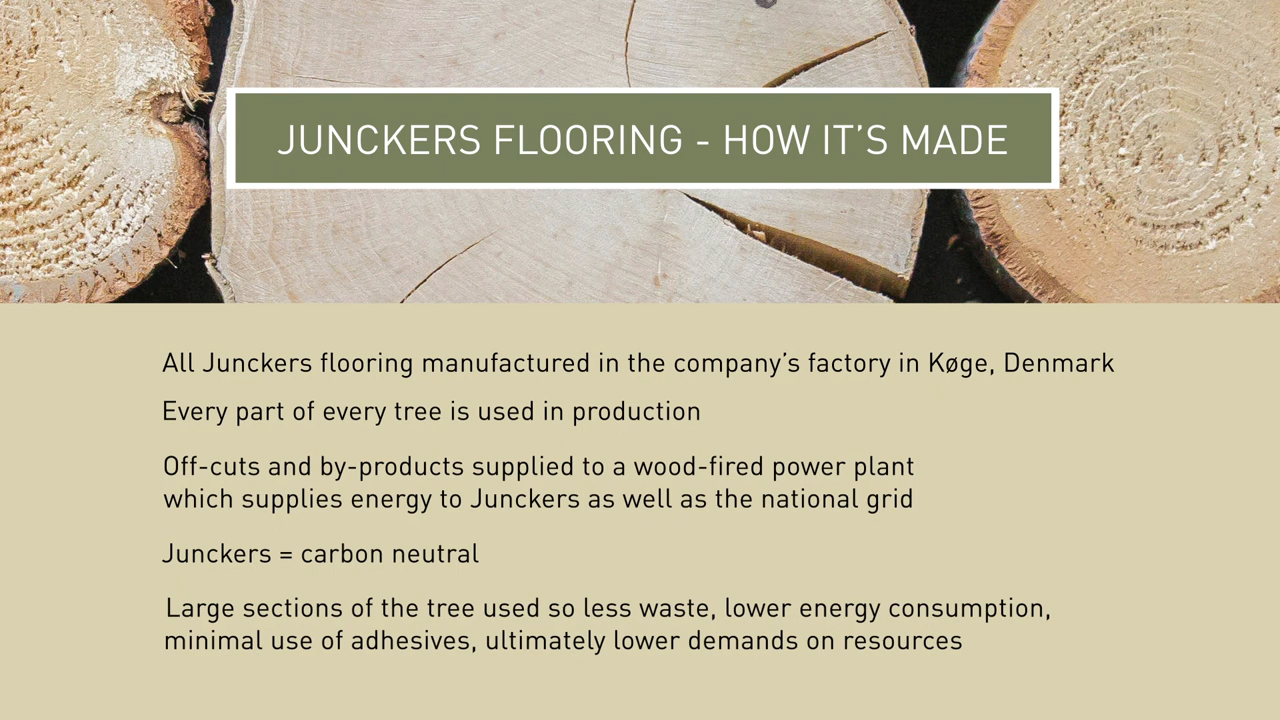 JUNCKERS FLOORING - HOW IT’S MADE
All Junckers flooring manufactured in the company’s factory in Køge, Denmark
Every part of every tree is used in production
Off-cuts and by-products supplied to a wood-fired power plant
which supplies energy to Junckers as well as the national grid
Junckers = carbon neutral
Large sections of the tree used so less waste, lower energy consumption,
minimal use of adhesives, ultimately lower demands on resources